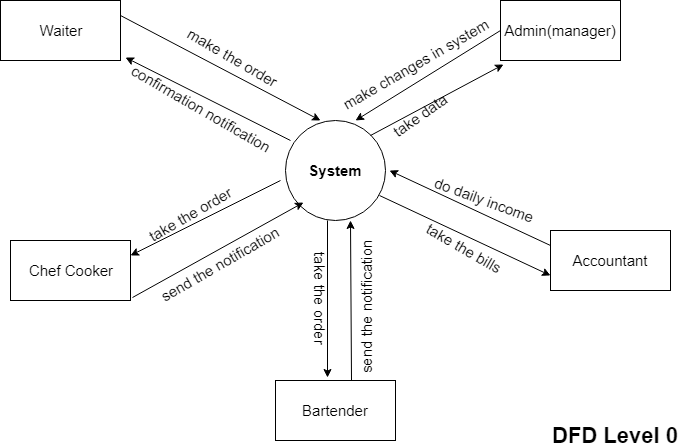 Waiter
Admin(manager)
make the order
make changes in system
confirmation notification
take data
System
take the order
do daily income
send the notification
take the bills
Chef Cooker
Accountant
take the order
send the notification
Bartender
DFD Level 0